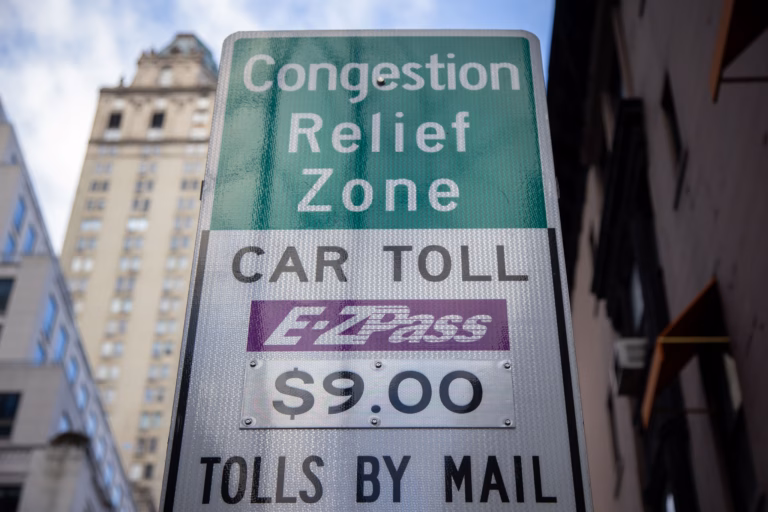 Congestion
Relief
Zone
CAR TOLL
E-ZPass
$9.00
TOLLS BY MAIL